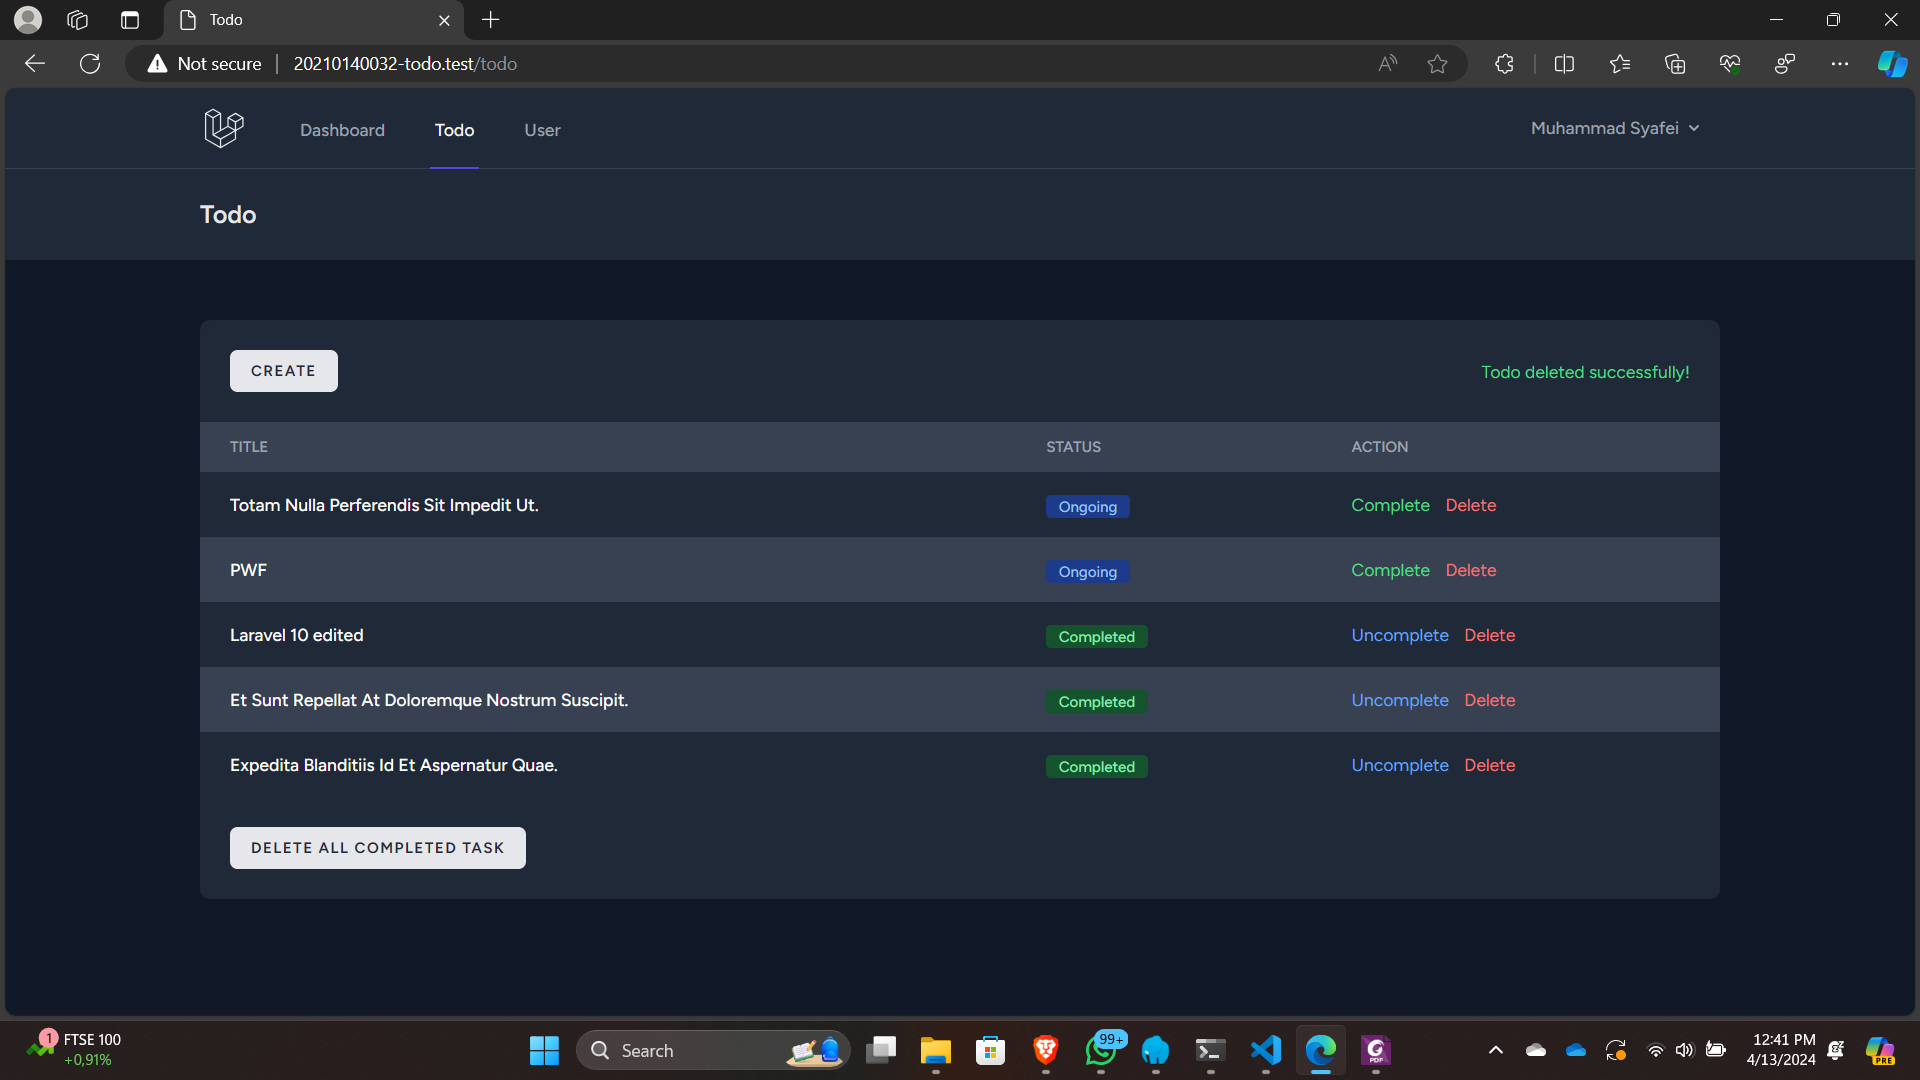 Todo
Not secure
20210140032-todo.test/todo
Dashboard
Todo
User
Muhammad Syafei
Todo
CREATE
Todo deleted successfully!
TITLE STATUS ACTION
Totam Nulla Perferendis Sit Impedit Ut. Ongoing Complete Delete
PWF Ongoing Complete Delete
Laravel 10 edited Completed Uncomplete Delete
Et Sunt Repellat At Doloremque Nostrum Suscipit. Completed Uncomplete Delete
Expedita Blanditiis Id Et Aspernatur Quae. Completed Uncomplete Delete
DELETE ALL COMPLETED TASK
1
FTSE 100
+0,91%
Search
99+
PDF
12:41 PM
4/13/2024
PRE